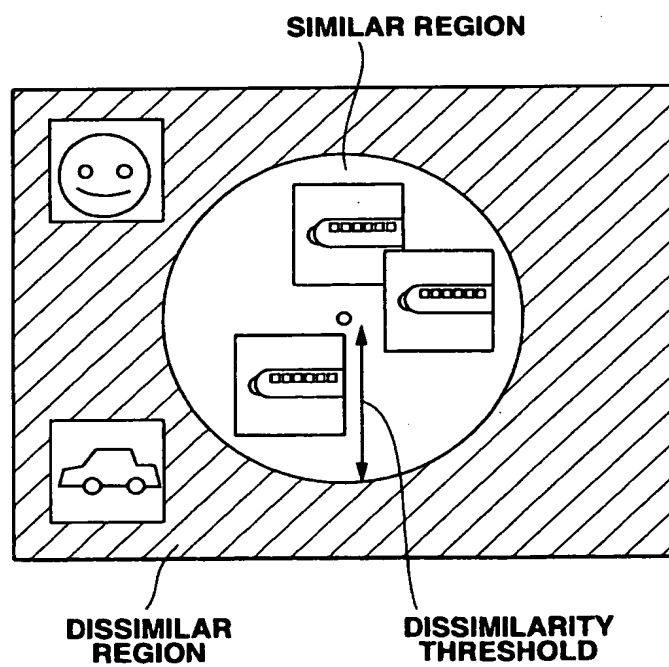 SIMILAR REGION
DISSIMILAR
REGION
DISSIMILARITY
THRESHOLD